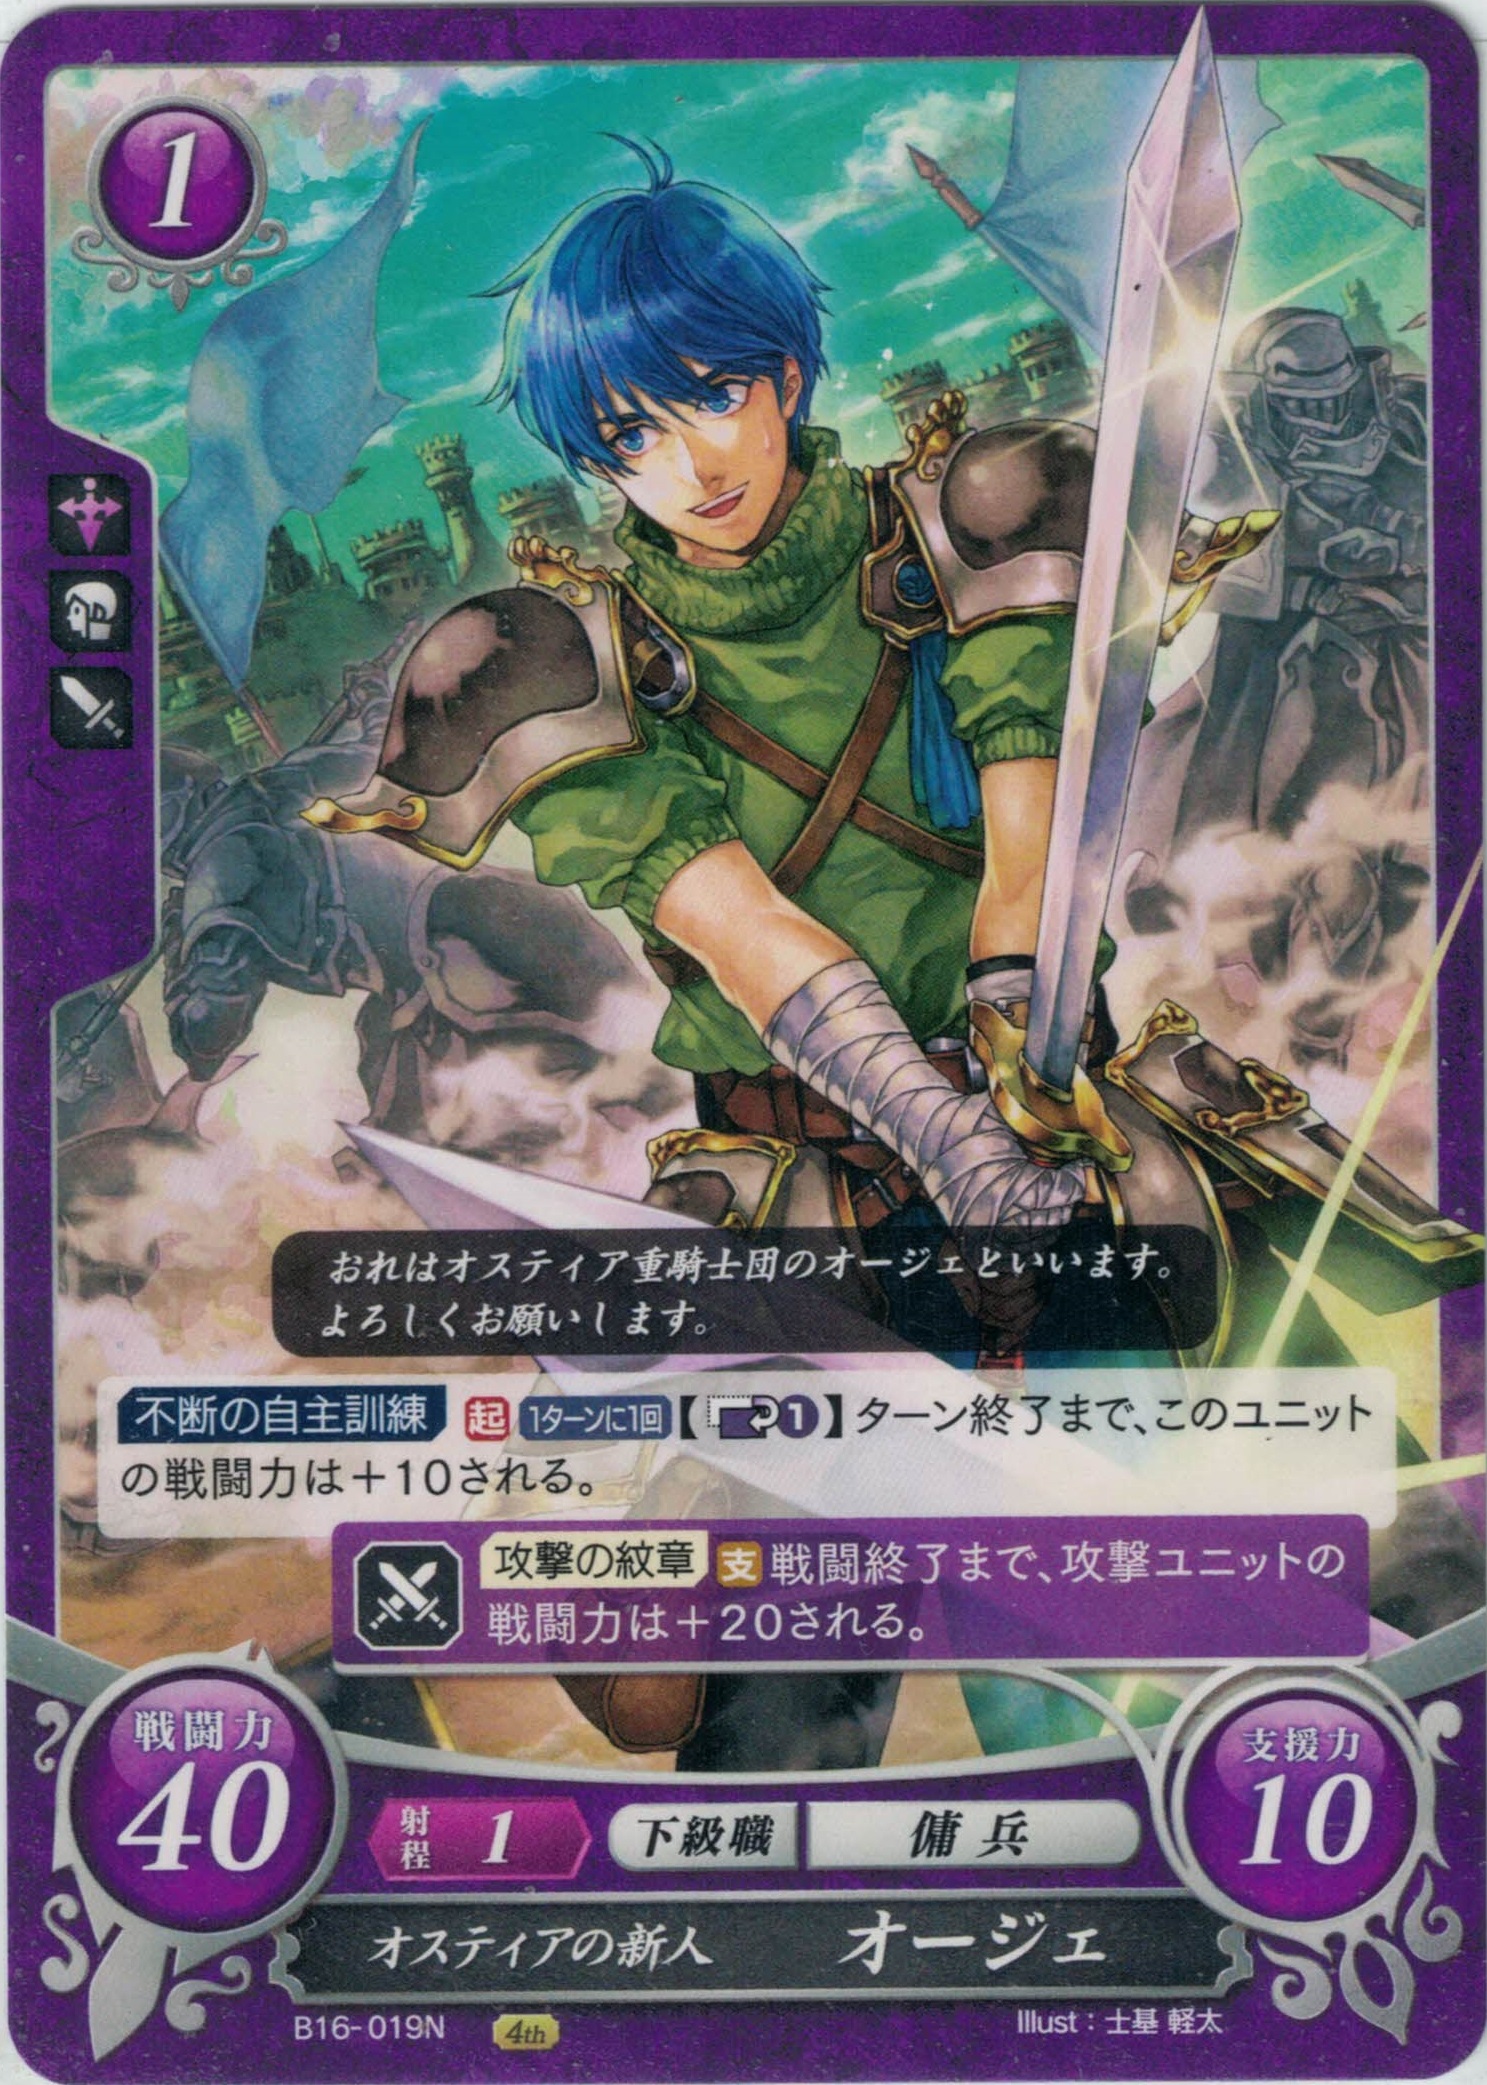 1
おれはオスティア重騎士団のオージェといいます。
よろしくお願いします。
不断の自主訓練 起 1ターンに1回【1】ターン終了まで、このユニット
の戦闘力は＋10される。
攻撃の紋章 支 戦闘終了まで、攻撃ユニットの
戦闘力は＋20される。
戦闘力
40
射程 1 下級職 傭兵
支援力
10
オスティアの新人 オージェ
B16-019N 4th Illust：士基 軽太